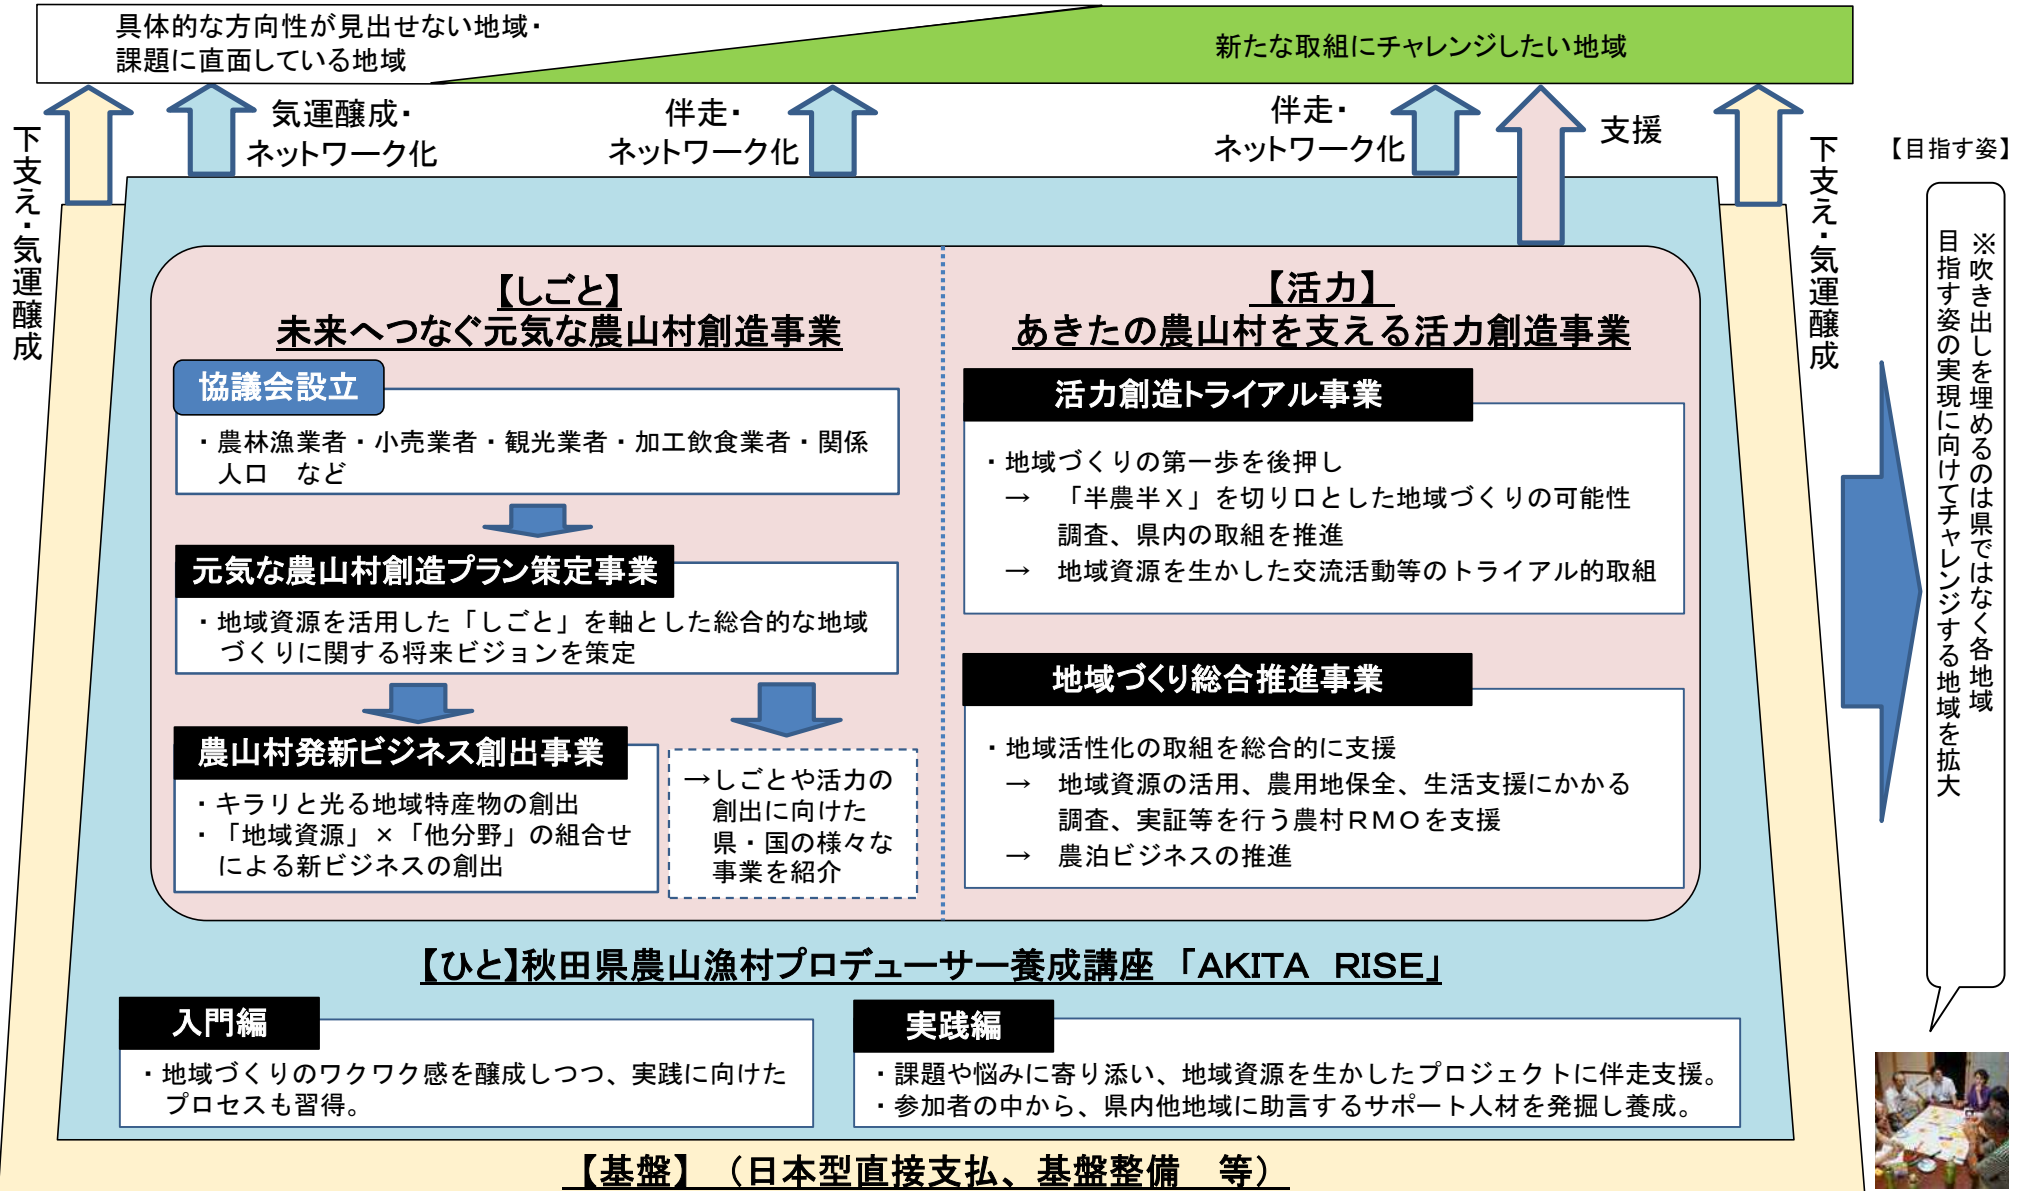 具体的な方向性が見出せない地域・
課題に直面している地域
新たな取組にチャレンジしたい地域
下支え・気運醸成
気運醸成・
ネットワーク化
伴走・
ネットワーク化
伴走・
ネットワーク化
支援
下支え・気運醸成
【目指す姿】
※吹き出しを埋めるのは県ではなく各地域
目指す姿の実現に向けてチャレンジする地域を拡大
【しごと】
未来へつなぐ元気な農山村創造事業
協議会設立
・農林漁業者・小売業者・観光業者・加工飲食業者・関係
人口　など
元気な農山村創造プラン策定事業
・地域資源を活用した「しごと」を軸とした総合的な地域
づくりに関する将来ビジョンを策定
農山村発新ビジネス創出事業
・キラリと光る地域特産物の創出
・「地域資源」×「他分野」の組合せ
による新ビジネスの創出
→しごとや活力の
創出に向けた
県・国の様々な
事業を紹介
【活力】
あきたの農山村を支える活力創造事業
活力創造トライアル事業
・地域づくりの第一歩を後押し
→　「半農半Ｘ」を切り口とした地域づくりの可能性
調査、県内の取組を推進
→　地域資源を生かした交流活動等のトライアル的取組
地域づくり総合推進事業
・地域活性化の取組を総合的に支援
→　地域資源の活用、農用地保全、生活支援にかかる
調査、実証等を行う農村ＲＭＯを支援
→　農泊ビジネスの推進
【ひと】秋田県農山漁村プロデューサー養成講座「AKITA　RISE」
入門編
・地域づくりのワクワク感を醸成しつつ、実践に向けた
プロセスも習得。
実践編
・課題や悩みに寄り添い、地域資源を生かしたプロジェクトに伴走支援。
・参加者の中から、県内他地域に助言するサポート人材を発掘し養成。
【基盤】（日本型直接支払、基盤整備　等）